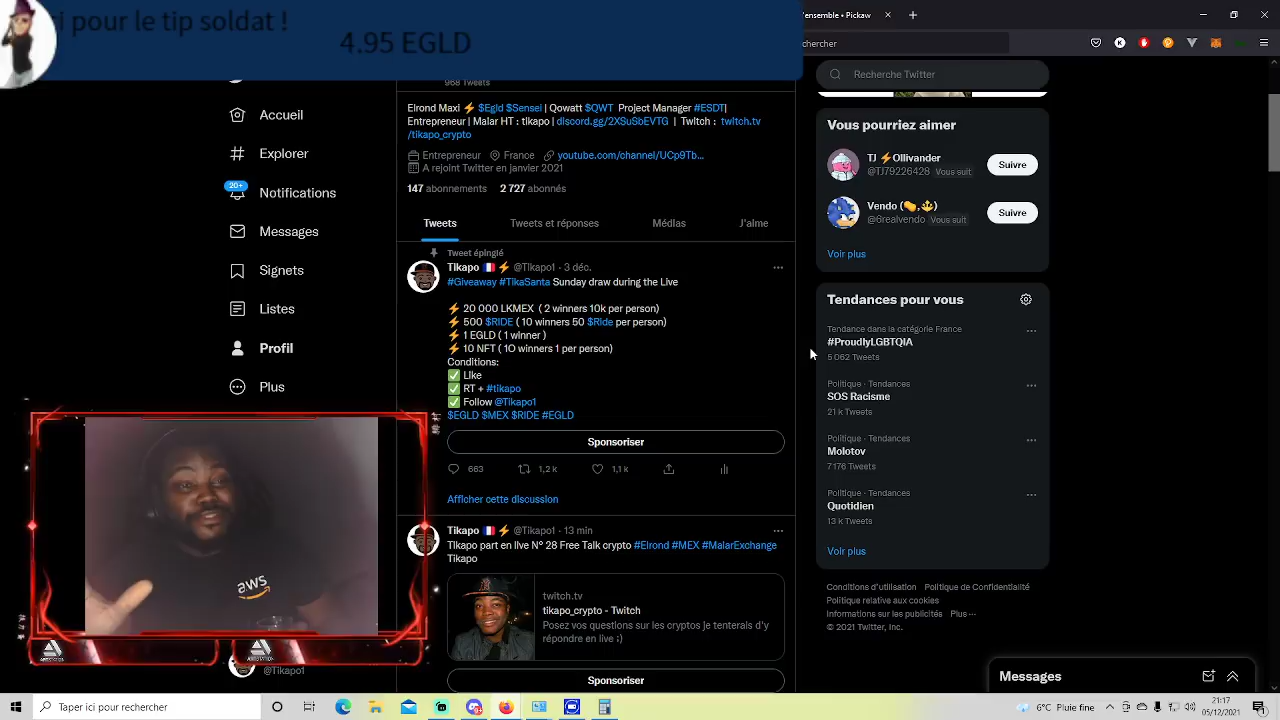 pour le tip soldat !
4.95 EGLD
968 Tweets
Elrond Maxi ⚡ $Egld $Sensei | Qowatt $QWT Project Manager #ESDT|
Entrepreneur | Malar HT : tikapo | discord.gg/2XSuSbEVTG | Twitch : twitch.tv
/tikapo_crypto
Entrepreneur France youtube.com/channel/UCp9Tb...
A rejoint Twitter en janvier 2021
147 abonnements 2 727 abonnés
Tweets Tweets et réponses Médias J'aime
Tweet épinglé
Tikapo 🇫🇷 ⚡ @Tikapo1 · 3 déc.
#Giveaway #TikaSanta Sunday draw during the Live
⚡ 20 000 LKMEX ( 2 winners 10k per person)
⚡ 500 $RIDE ( 10 winners 50 $Ride per person)
⚡ 1 EGLD ( 1 winner )
⚡ 10 NFT ( 10 winners 1 per person)
Conditions:
✅ Like
✅ RT + #tikapo
✅ Follow @Tikapo1
$EGLD $MEX $RIDE #EGLD
Sponsoriser
663 1,2 k 1,1 k
Afficher cette discussion
Tikapo 🇫🇷 ⚡ @Tikapo1 · 13 min
Tikapo part en live N° 28 Free Talk crypto #Elrond #MEX #MalarExchange
Tikapo
twitch.tv
tikapo_crypto - Twitch
Posez vos questions sur les cryptos je tenterais d'y
répondre en live ;)
Sponsoriser
Accueil
Explorer
20+
Notifications
Messages
Signets
Listes
Profil
Plus
aws
@Tikapo1
chercher
Recherche Twitter
Vous pourriez aimer
TJ ⚡Ollivander
@TJ79226428 Vous suit
Suivre
Vendo
@6realvendo Vous suit
Suivre
Voir plus
Tendances pour vous
Tendance dans la catégorie France
#ProudlyLGBTQIA
5 062 Tweets
Politique · Tendances
SOS Racisme
21 k Tweets
Politique · Tendances
Molotov
7 176 Tweets
Politique · Tendances
Quotidien
13 k Tweets
Voir plus
Conditions d'utilisation Politique de Confidentialité
Politique relative aux cookies
Informations sur les publicités Plus ···
© 2021 Twitter, Inc.
Messages
Taper ici pour rechercher
6°C Pluie fine
21:17
05/12/2021